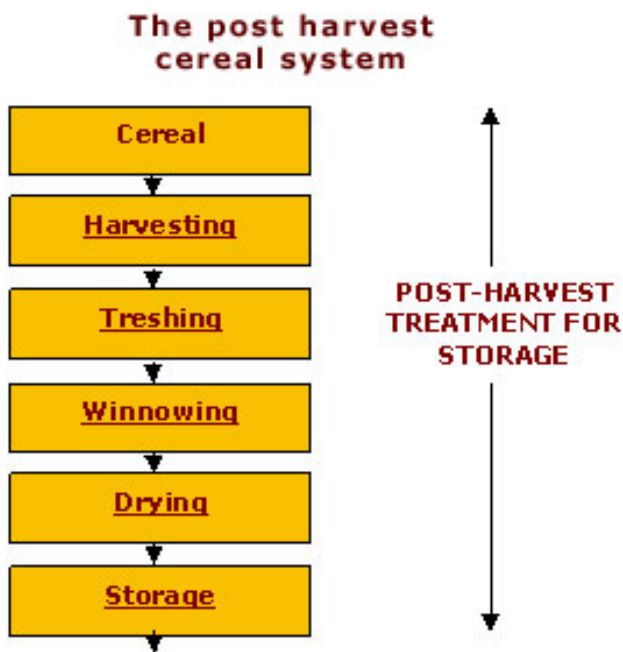 The post harvest
cereal system
Cereal
Harvesting
Treshing
Winnowing
Drying
Storage
POST-HARVEST
TREATMENT FOR
STORAGE